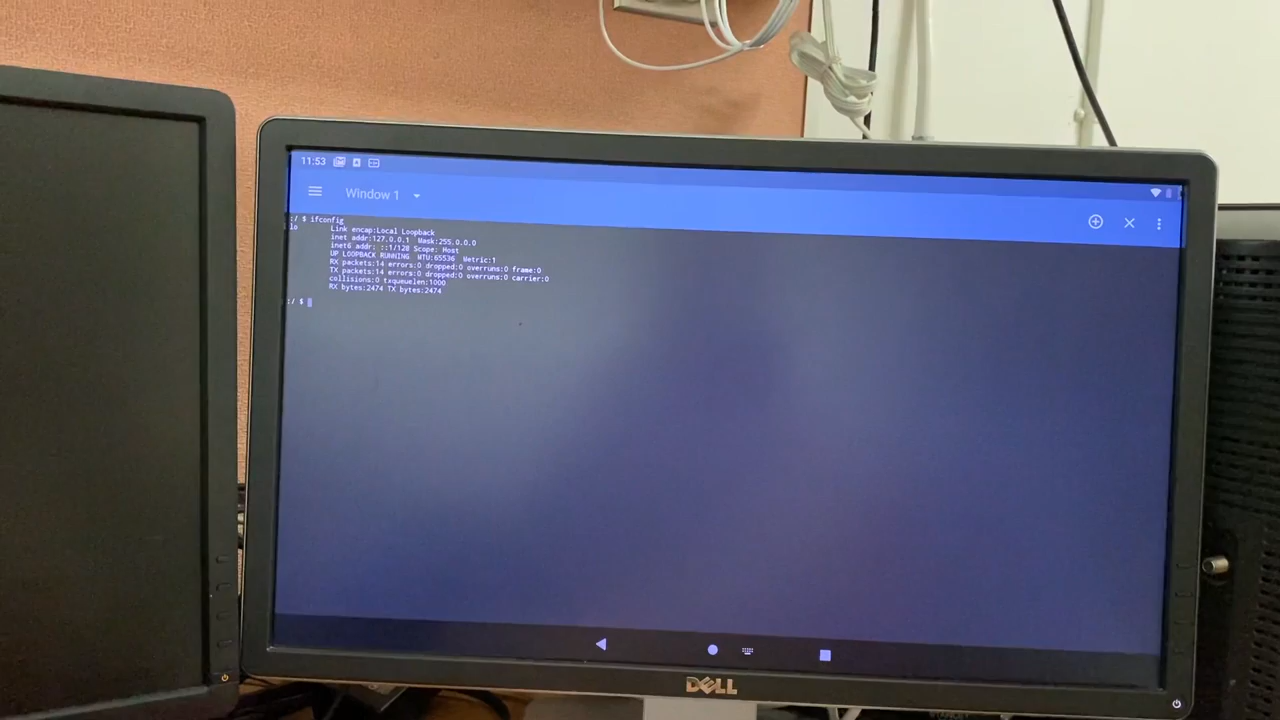 11:53
Window 1
:/ $ ifconfig
lo Link encap:Local Loopback
inet addr:127.0.0.1 Mask:255.0.0.0
inet6 addr: ::1/128 Scope: Host
UP LOOPBACK RUNNING MTU:65536 Metric:1
RX packets:14 errors:0 dropped:0 overruns:0 frame:0
TX packets:14 errors:0 dropped:0 overruns:0 carrier:0
collisions:0 txqueuelen:1000
RX bytes:2474 TX bytes:2474
:/ $
DELL